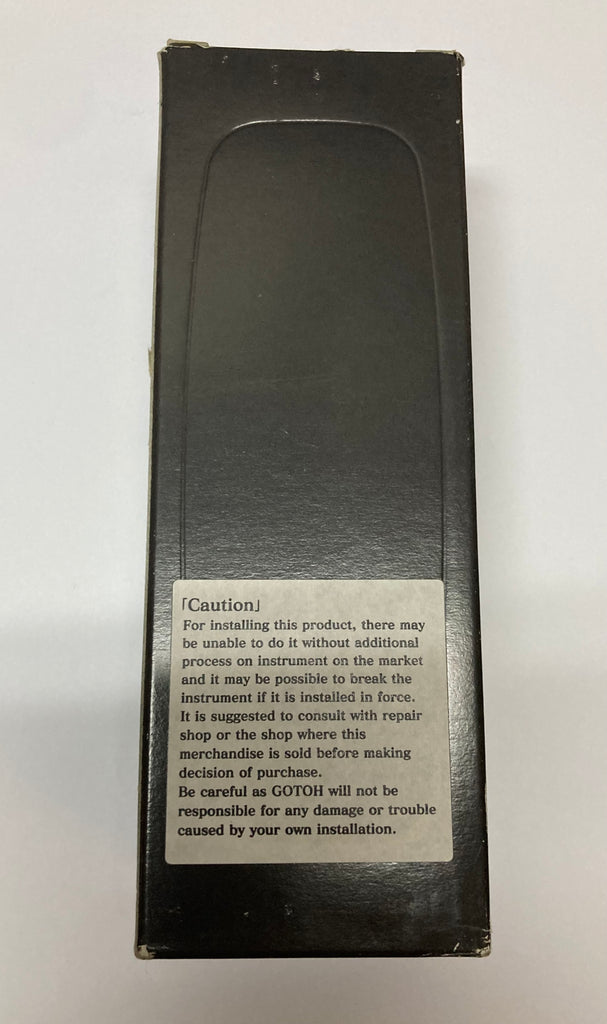 「Caution」
For installing this product, there may
be unable to do it without additional
process on instrument on the market
and it may be possible to break the
instrument if it is installed in force.
It is suggested to consult with repair
shop or the shop where this
merchandise is sold before making
decision of purchase.
Be careful as GOTOH will not be
responsible for any damage or trouble
caused by your own installation.